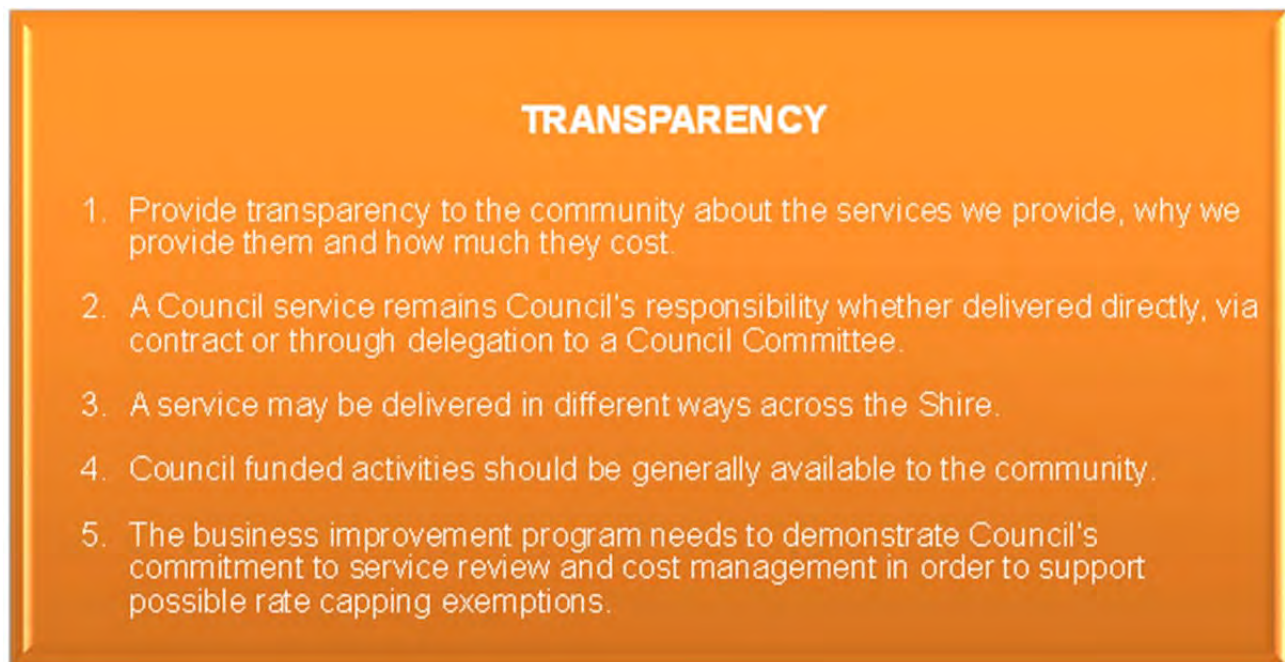 TRANSPARENCY
1. Provide transparency to the community about the services we provide, why we
provide them and how much they cost.
2. A Council service remains Council's responsibility whether delivered directly, via
contract or through delegation to a Council Committee.
3. A service may be delivered in different ways across the Shire.
4. Council funded activities should be generally available to the community.
5. The business improvement program needs to demonstrate Council's
commitment to service review and cost management in order to support
possible rate capping exemptions.